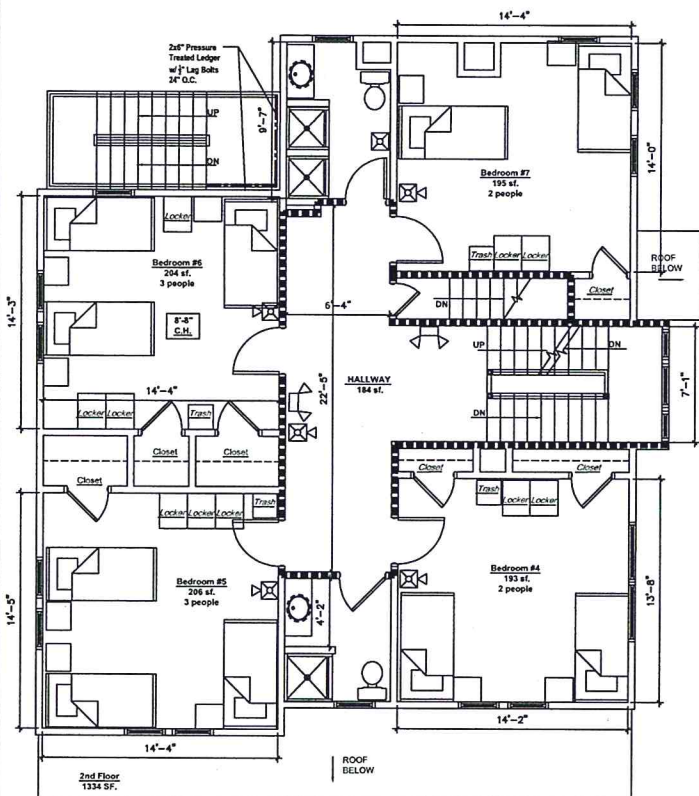 14'-4"
2x6" Pressure
Treated Ledger
w/ ½" Lag Bolts
24" O.C.
UP
DN
9'-7"
Bedroom #7
195 sf.
2 people
14'-0"
Trash
Locker
Locker
ROOF
BELOW
Closet
DN
Locker
Bedroom #6
204 sf.
3 people
8'-8"
C.H.
14'-3"
6'-4"
UP
DN
DN
7'-1"
HALLWAY
184 sf.
22'-5"
14'-4"
Locker
Locker
Trash
Closet
Closet
Closet
Closet
Closet
Locker
Locker
Locker
Trash
Trash
Locker
Locker
Bedroom #5
206 sf.
3 people
14'-5"
4'-2"
Bedroom #4
193 sf.
2 people
13'-8"
14'-4"
14'-2"
2nd Floor
1334 SF.
ROOF
BELOW